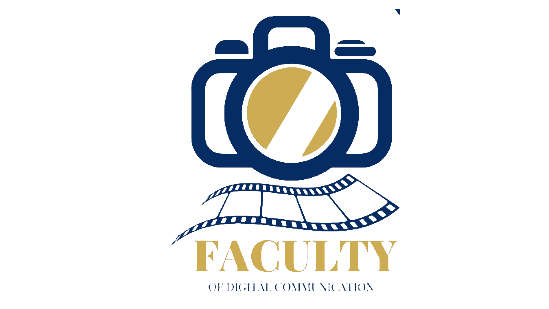 FACULTY
OF DIGITAL COMMUNICATION